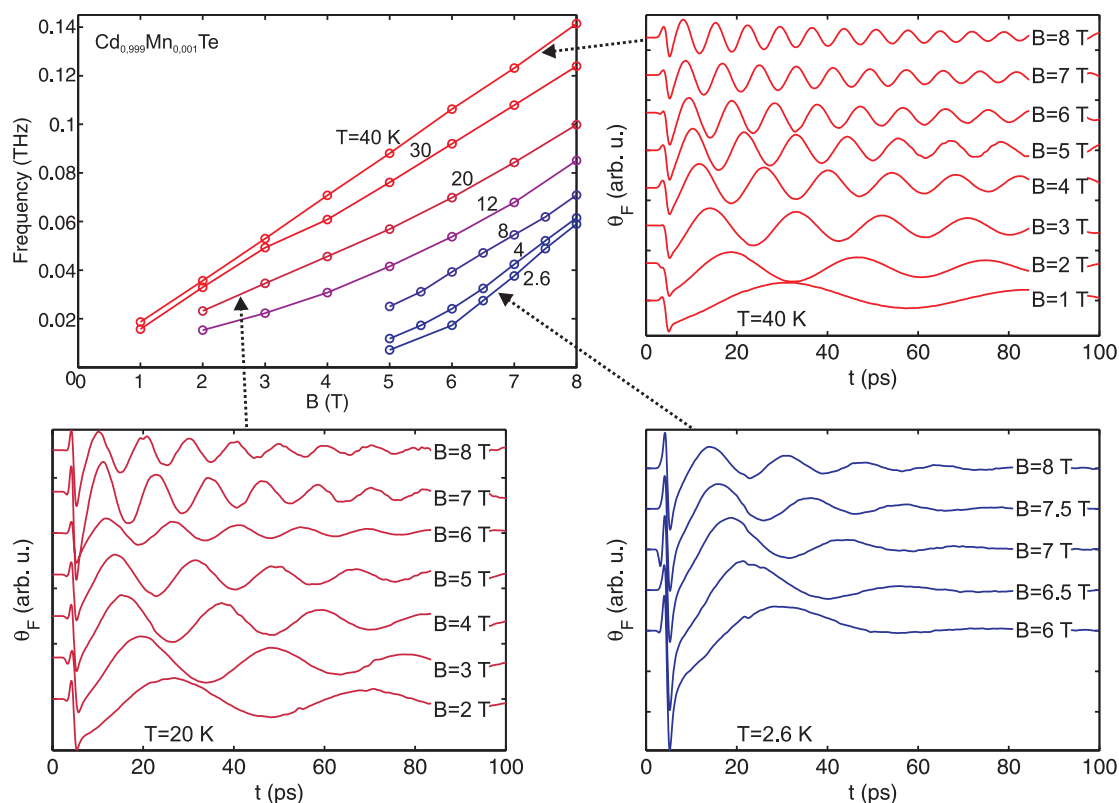 Cd0,999Mn0,001Te
Frequency (THz)
0.14
0.12
0.1
0.08
0.06
0.04
0.02
0
T=40 K
30
20
12
8
4
2.6
0 1 2 3 4 5 6 7 8
B (T)
θF (arb. u.)
B=8 T
B=7 T
B=6 T
B=5 T
B=4 T
B=3 T
B=2 T
B=1 T
T=40 K
0 20 40 60 80 100
t (ps)
θF (arb. u.)
B=8 T
B=7 T
B=6 T
B=5 T
B=4 T
B=3 T
B=2 T
T=20 K
0 20 40 60 80 100
t (ps)
θF (arb. u.)
B=8 T
B=7.5 T
B=7 T
B=6.5 T
B=6 T
T=2.6 K
0 20 40 60 80 100
t (ps)